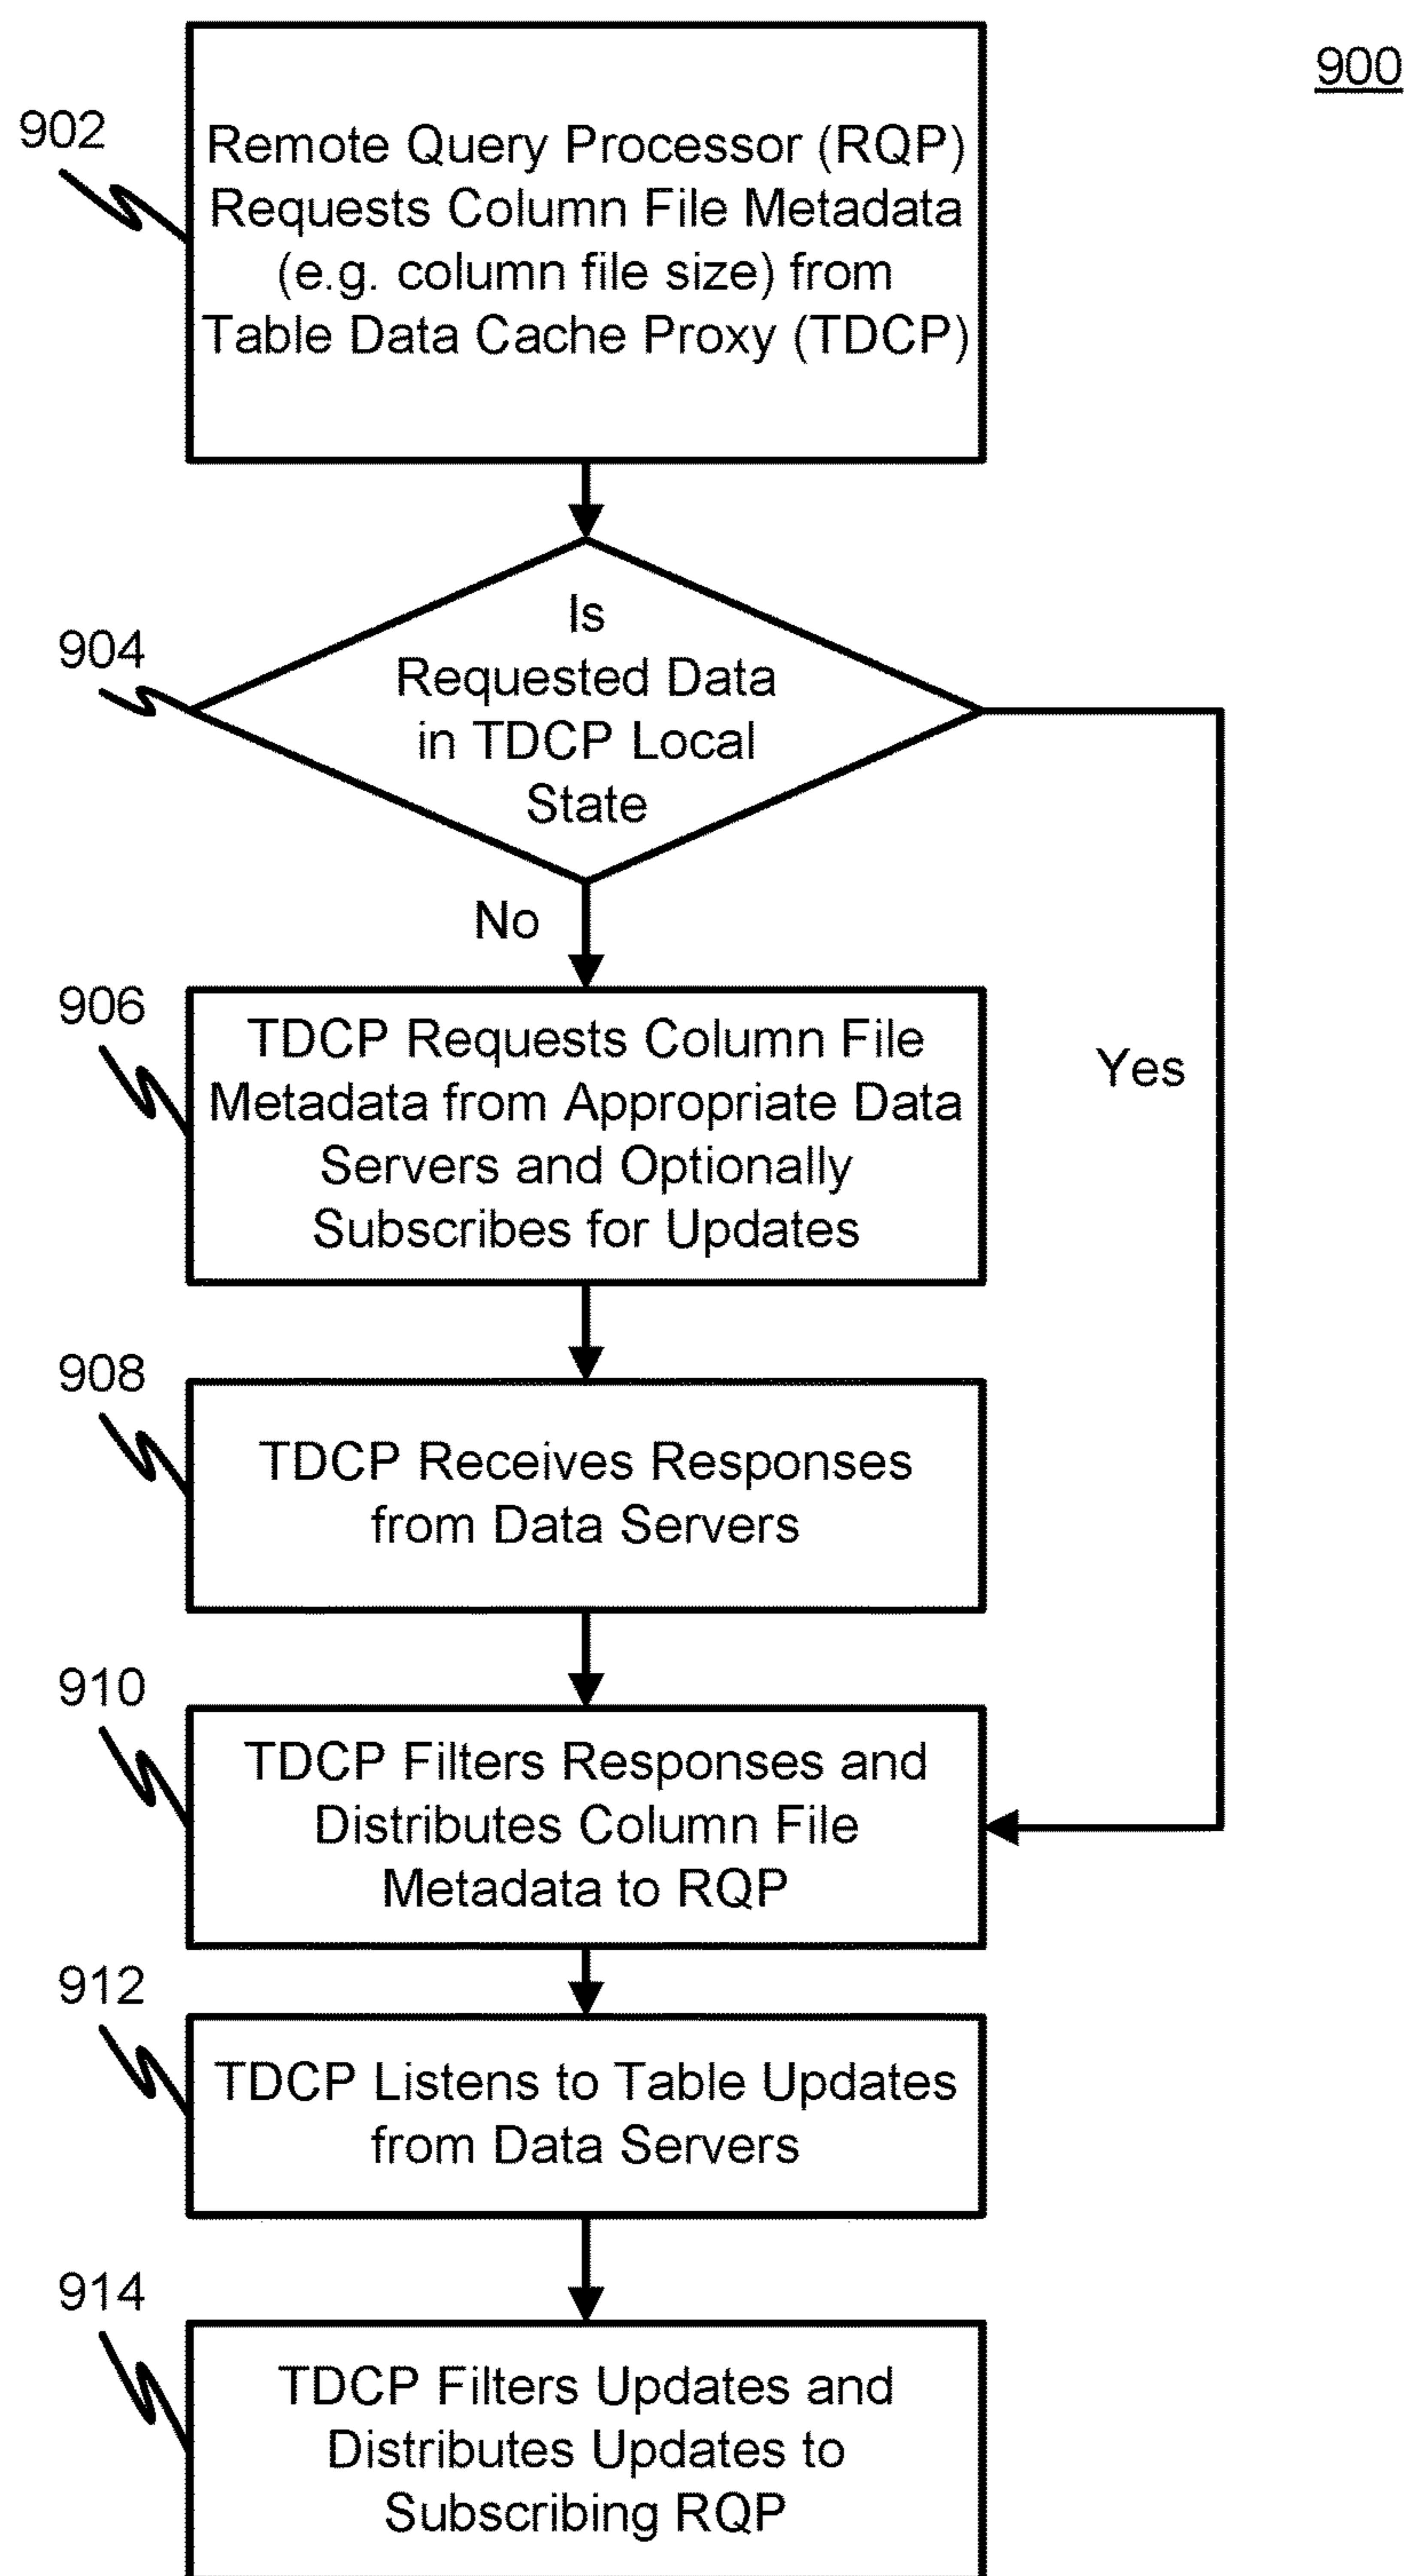 900
902
Remote Query Processor (RQP)
Requests Column File Metadata
(e.g. column file size) from
Table Data Cache Proxy (TDCP)
904
Is
Requested Data
in TDCP Local
State
No
Yes
906
TDCP Requests Column File
Metadata from Appropriate Data
Servers and Optionally
Subscribes for Updates
908
TDCP Receives Responses
from Data Servers
910
TDCP Filters Responses and
Distributes Column File
Metadata to RQP
912
TDCP Listens to Table Updates
from Data Servers
914
TDCP Filters Updates and
Distributes Updates to
Subscribing RQP